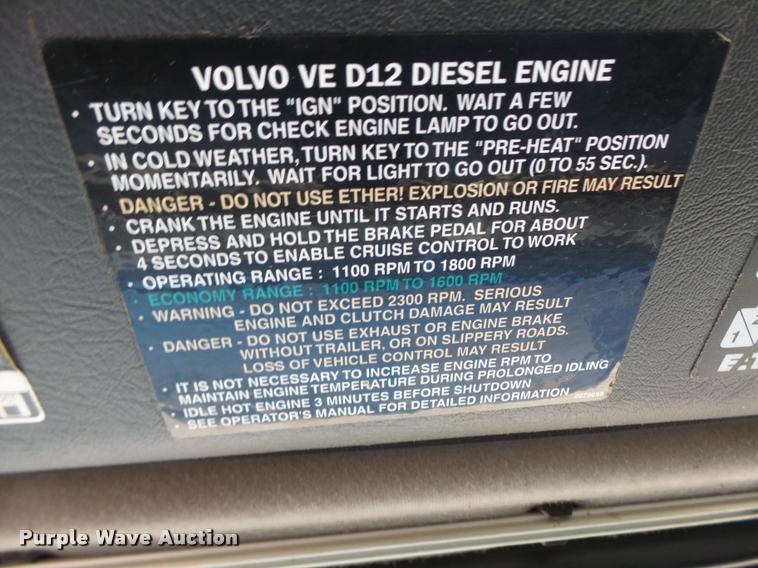 VOLVO VE D12 DIESEL ENGINE
• TURN KEY TO THE "IGN" POSITION. WAIT A FEW
SECONDS FOR CHECK ENGINE LAMP TO GO OUT.
• IN COLD WEATHER, TURN KEY TO THE "PRE-HEAT" POSITION
MOMENTARILY. WAIT FOR LIGHT TO GO OUT (0 TO 55 SEC.).
• DANGER - DO NOT USE ETHER! EXPLOSION OR FIRE MAY RESULT
• CRANK THE ENGINE UNTIL IT STARTS AND RUNS.
• DEPRESS AND HOLD THE BRAKE PEDAL FOR ABOUT
4 SECONDS TO ENABLE CRUISE CONTROL TO WORK
• OPERATING RANGE : 1100 RPM TO 1800 RPM
• ECONOMY RANGE : 1100 RPM TO 1600 RPM
• WARNING - DO NOT EXCEED 2300 RPM. SERIOUS
ENGINE AND CLUTCH DAMAGE MAY RESULT
• DANGER - DO NOT USE EXHAUST OR ENGINE BRAKE
WITHOUT TRAILER, OR ON SLIPPERY ROADS.
LOSS OF VEHICLE CONTROL MAY RESULT
• IT IS NOT NECESSARY TO INCREASE ENGINE RPM TO
MAINTAIN ENGINE TEMPERATURE DURING PROLONGED IDLING
• IDLE HOT ENGINE 3 MINUTES BEFORE SHUTDOWN
• SEE OPERATOR'S MANUAL FOR DETAILED INFORMATION
1 2
Purple Wave Auction